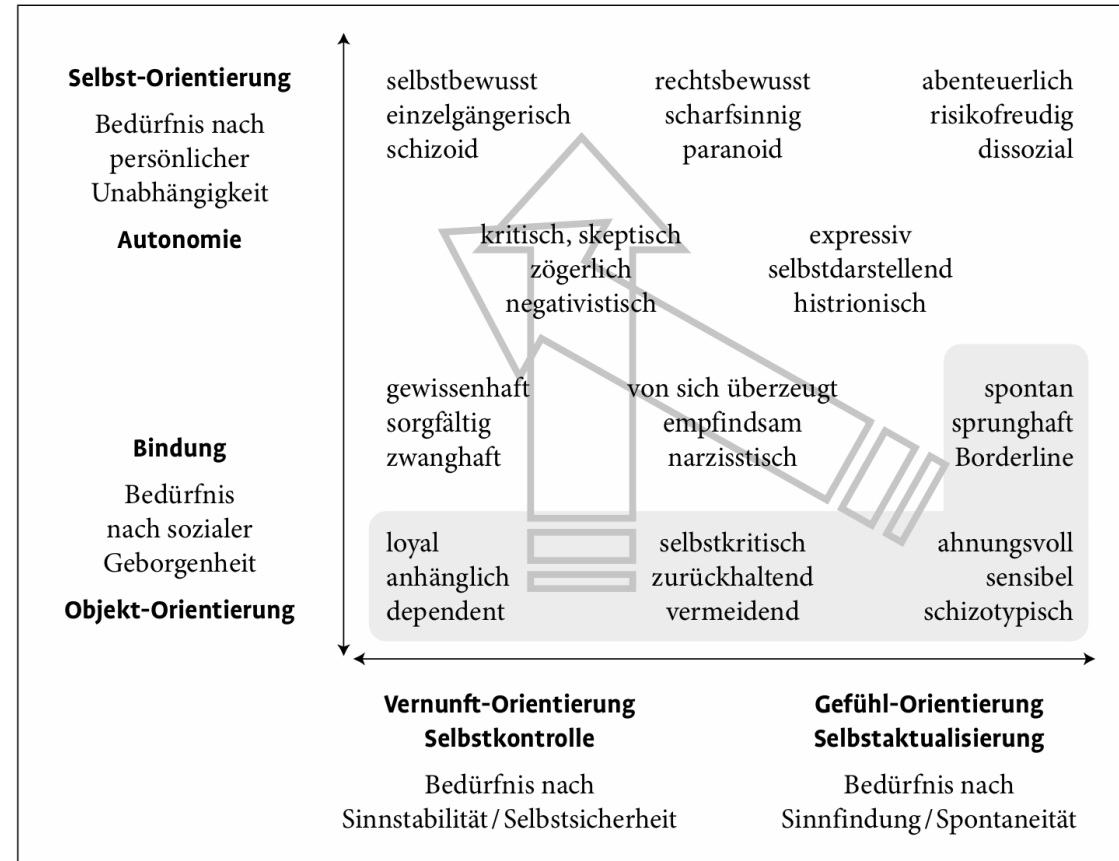 Selbst-Orientierung
Bedürfnis nach
persönlicher
Unabhängigkeit
Autonomie
Bindung
Bedürfnis
nach sozialer
Geborgenheit
Objekt-Orientierung
selbstbewusst
einzelgängerisch
schizoid
rechtsbewusst
scharfsinnig
paranoid
abenteuerlich
risikofreudig
dissozial
kritisch, skeptisch
zögerlich
negativistisch
expressiv
selbstdarstellend
histrionisch
gewissenhaft
sorgfältig
zwanghaft
von sich überzeugt
empfindsam
narzisstisch
spontan
sprunghaft
Borderline
loyal
anhänglich
dependent
selbstkritisch
zurückhaltend
vermeidend
ahnungsvoll
sensibel
schizotypisch
Vernunft-Orientierung
Selbstkontrolle
Bedürfnis nach
Sinnstabilität / Selbstsicherheit
Gefühl-Orientierung
Selbstaktualisierung
Bedürfnis nach
Sinnfindung / Spontaneität